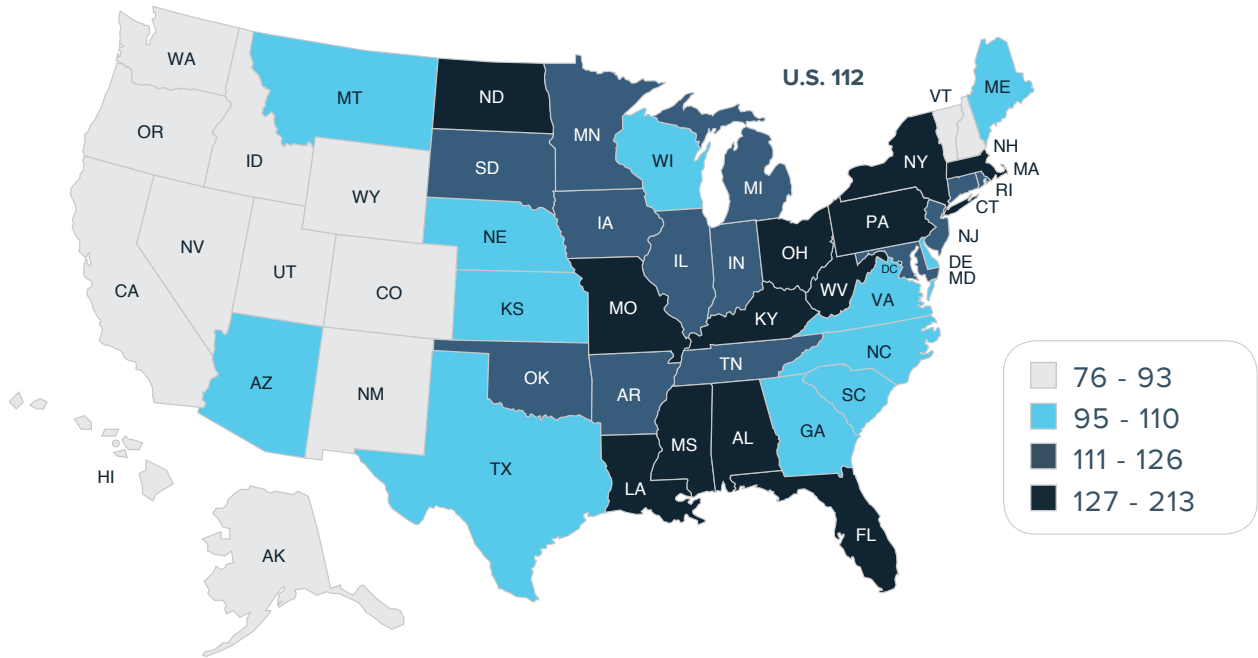 WA
MT
ND
MN
U.S. 112
VT
ME
OR
ID
WY
SD
WI
MI
NY
NH
MA
RI
CT
NV
UT
CO
NE
IA
IL
IN
OH
PA
NJ
DE
MD
DC
CA
KS
MO
KY
WV
VA
AZ
NM
OK
AR
TN
NC
SC
GA
MS
AL
TX
LA
FL
HI
AK
76 - 93
95 - 110
111 - 126
127 - 213